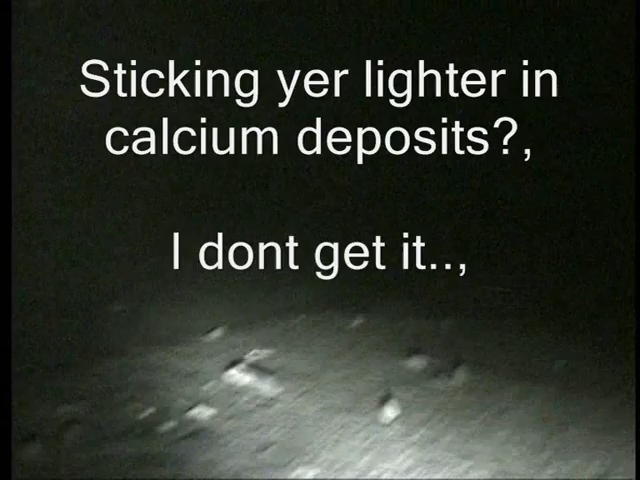 Sticking yer lighter in
calcium deposits?,
I dont get it..,